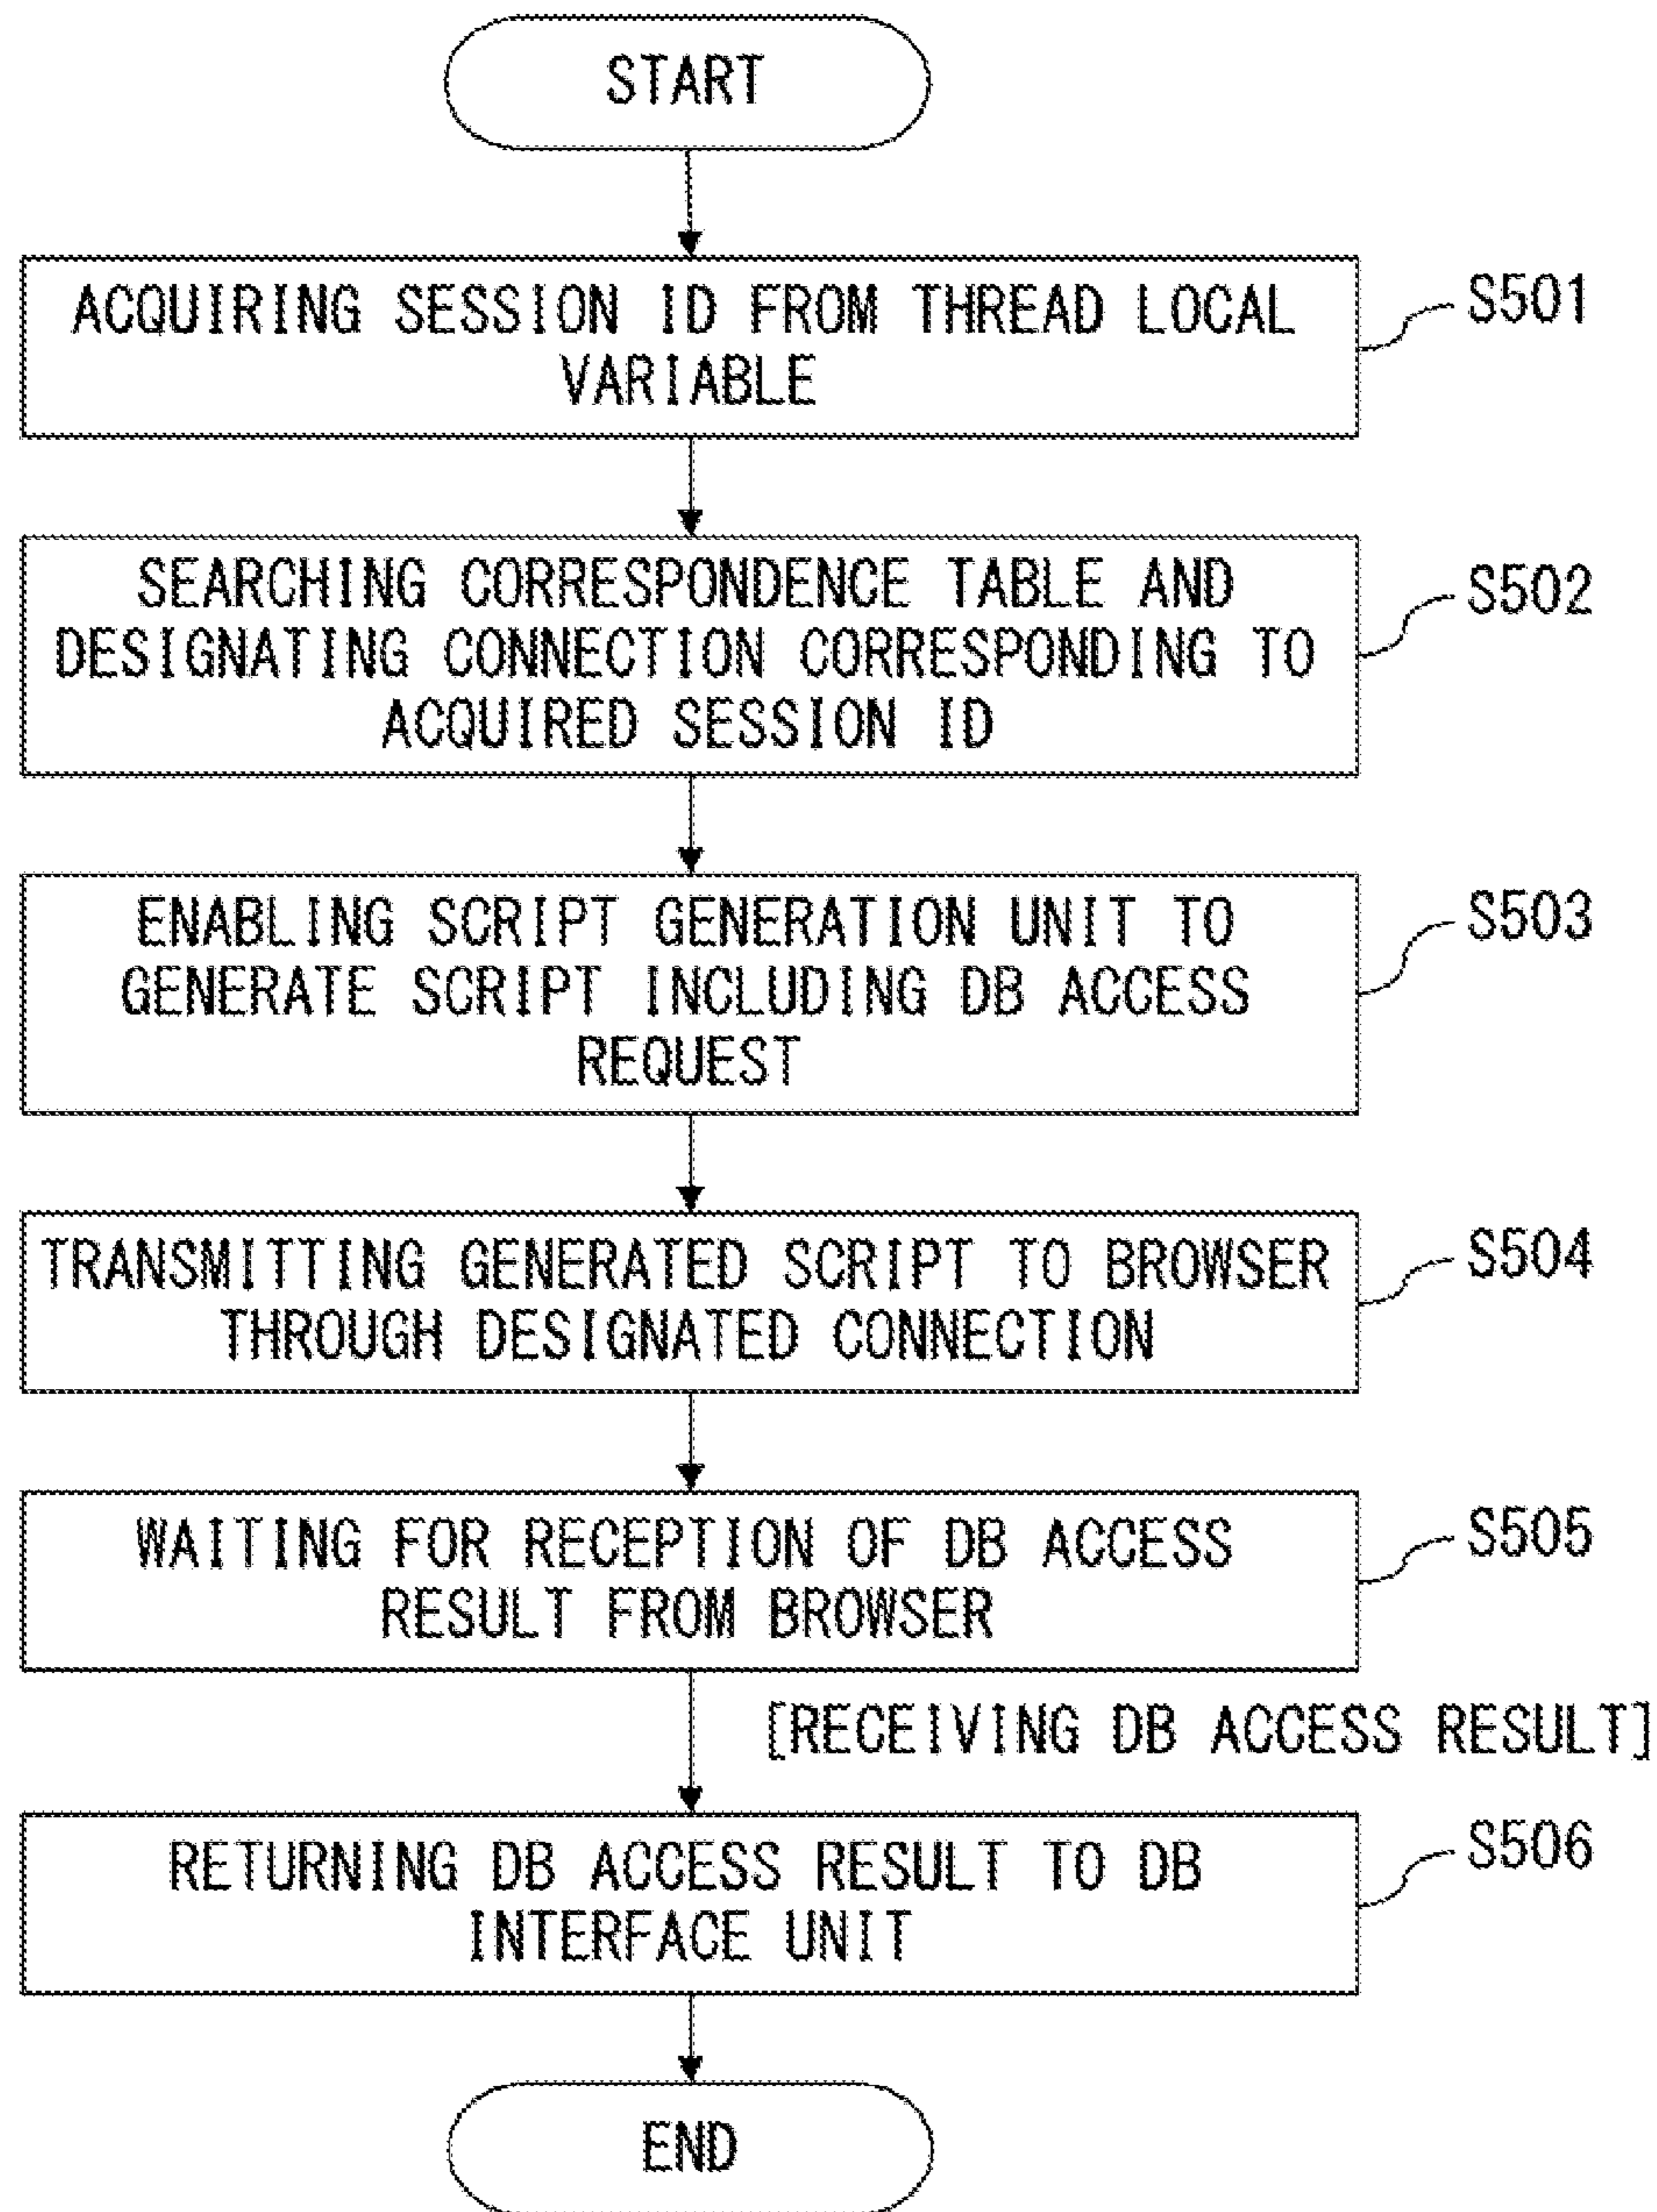 START
ACQUIRING SESSION ID FROM THREAD LOCAL
VARIABLE
S501
SEARCHING CORRESPONDENCE TABLE AND
DESIGNATING CONNECTION CORRESPONDING TO
ACQUIRED SESSION ID
S502
ENABLING SCRIPT GENERATION UNIT TO
GENERATE SCRIPT INCLUDING DB ACCESS
REQUEST
S503
TRANSMITTING GENERATED SCRIPT TO BROWSER
THROUGH DESIGNATED CONNECTION
S504
WAITING FOR RECEPTION OF DB ACCESS
RESULT FROM BROWSER
S505
[RECEIVING DB ACCESS RESULT]
RETURNING DB ACCESS RESULT TO DB
INTERFACE UNIT
S506
END